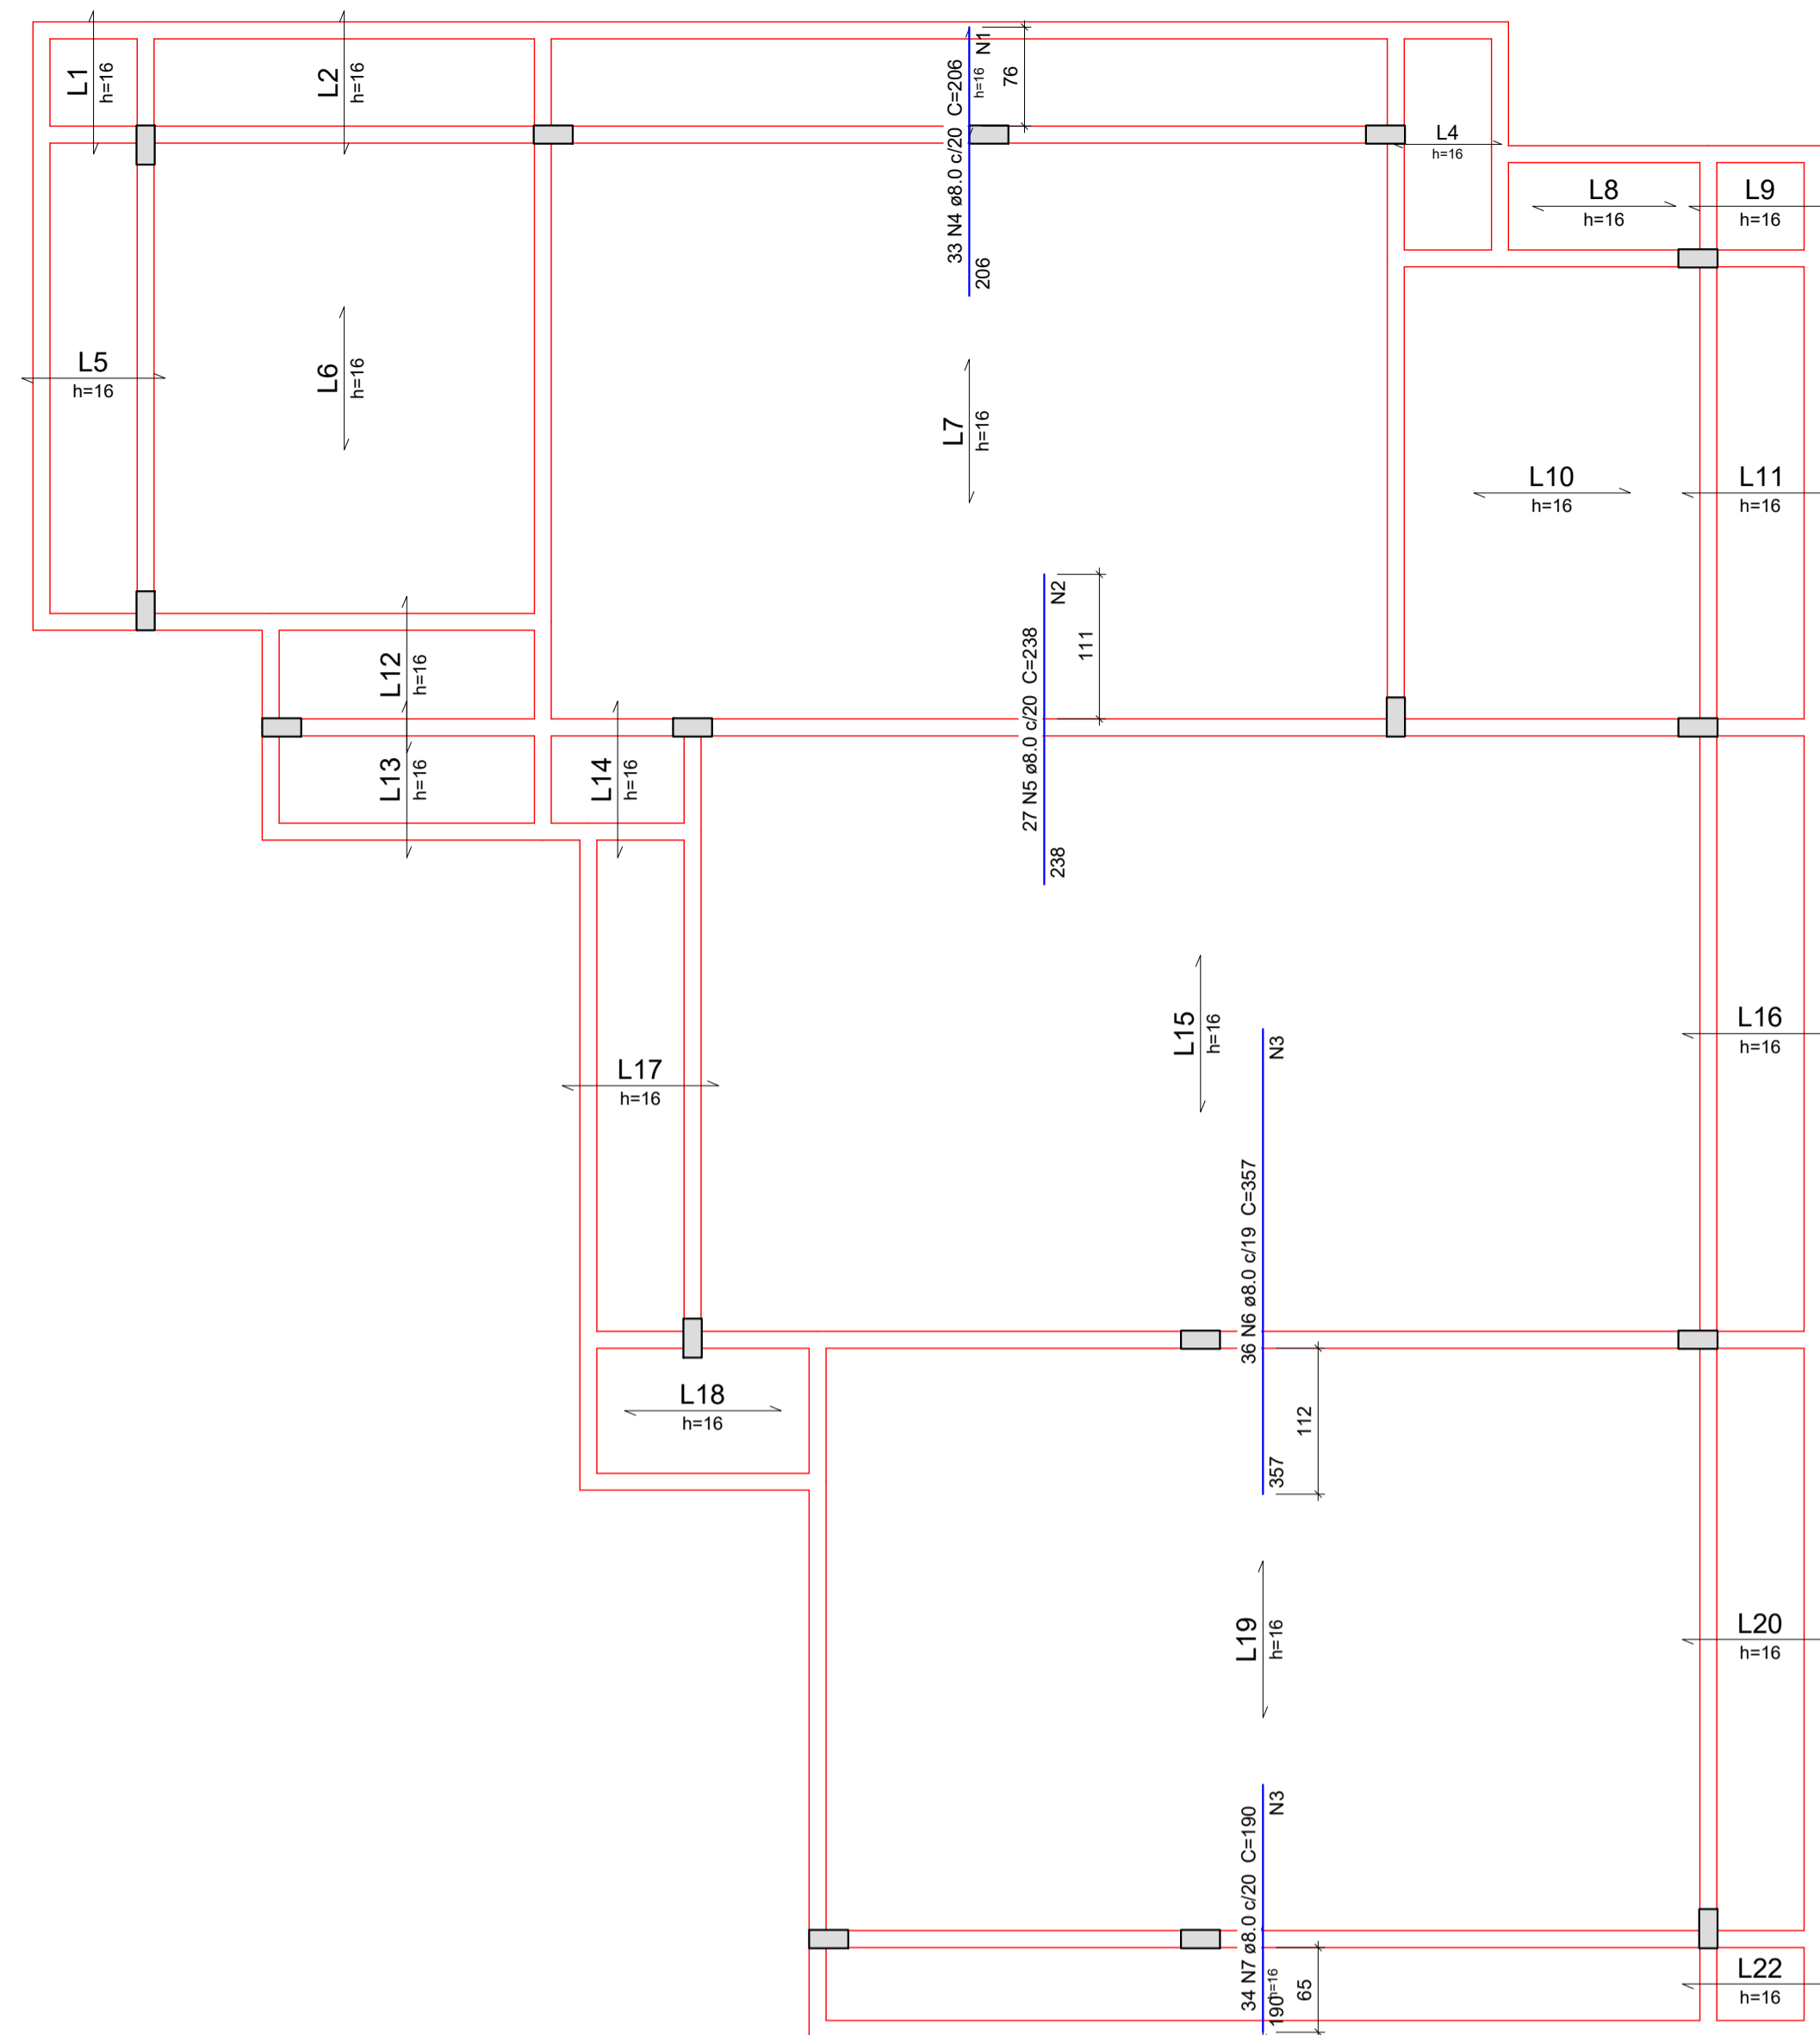 L1
h=16
L2
h=16
33 N4 ø8.0 c/20 C=206
N1
h=16
76
206
L4
h=16
L8
h=16
L9
h=16
L5
h=16
L6
h=16
L7
h=16
L10
h=16
L11
h=16
N2
111
27 N5 ø8.0 c/20 C=238
238
L12
h=16
L13
h=16
L14
h=16
L15
h=16
L16
h=16
N3
L17
h=16
36 N6 ø8.0 c/19 C=357
357
112
L18
h=16
L19
h=16
L20
h=16
N3
34 N7 ø8.0 c/20 C=190
h=16
190
65
L22
h=16